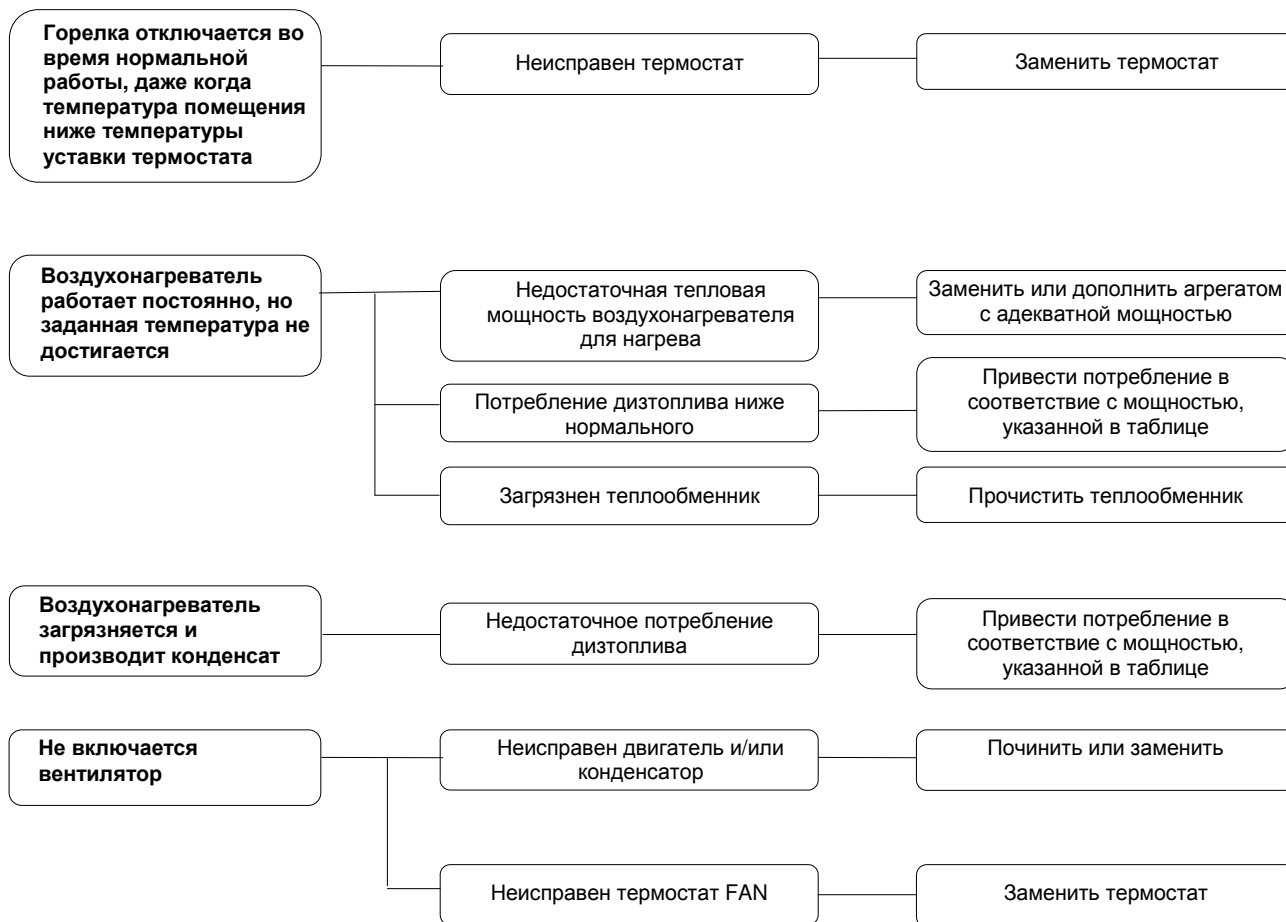 Горелка отключается во
время нормальной
работы, даже когда
температура помещения
ниже температуры
уставки термостата
Неисправен термостат
Заменить термостат
Воздухонагреватель
работает постоянно, но
заданная температура не
достигается
Недостаточная тепловая
мощность воздухонагревателя
для нагрева
Заменить или дополнить агрегатом
с адекватной мощностью
Потребление дизтоплива ниже
нормального
Привести потребление в
соответствие с мощностью,
указанной в таблице
Загрязнен теплообменник
Прочистить теплообменник
Воздухонагреватель
загрязняется и
производит конденсат
Недостаточное потребление
дизтоплива
Привести потребление в
соответствие с мощностью,
указанной в таблице
Не включается
вентилятор
Неисправен двигатель и/или
конденсатор
Починить или заменить
Неисправен термостат FAN
Заменить термостат